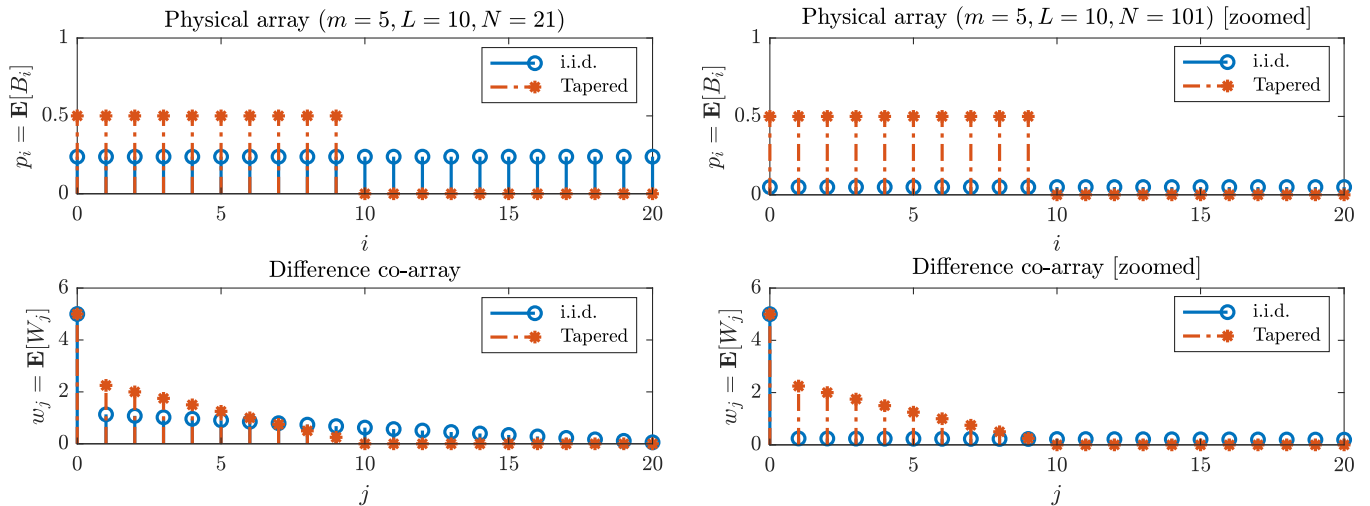 Physical array (m = 5, L = 10, N = 21)
1
0.5
0
p_i = E[B_i]
i.i.d.
Tapered
0 5 10 15 20
i
Physical array (m = 5, L = 10, N = 101) [zoomed]
1
0.5
0
p_i = E[B_i]
i.i.d.
Tapered
0 5 10 15 20
i
Difference co-array
6
4
2
0
w_j = E[W_j]
i.i.d.
Tapered
0 5 10 15 20
j
Difference co-array [zoomed]
6
4
2
0
w_j = E[W_j]
i.i.d.
Tapered
0 5 10 15 20
j